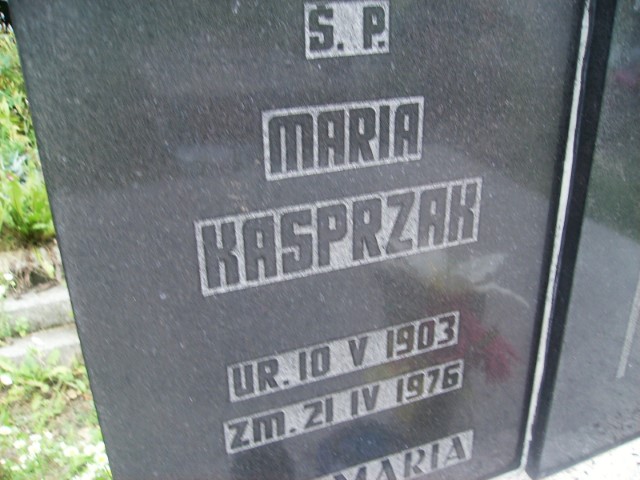 Ś. P.
MARIA
KASPRZAK
UR. 10 V 1903
ZM. 21 IV 1976
MARIA